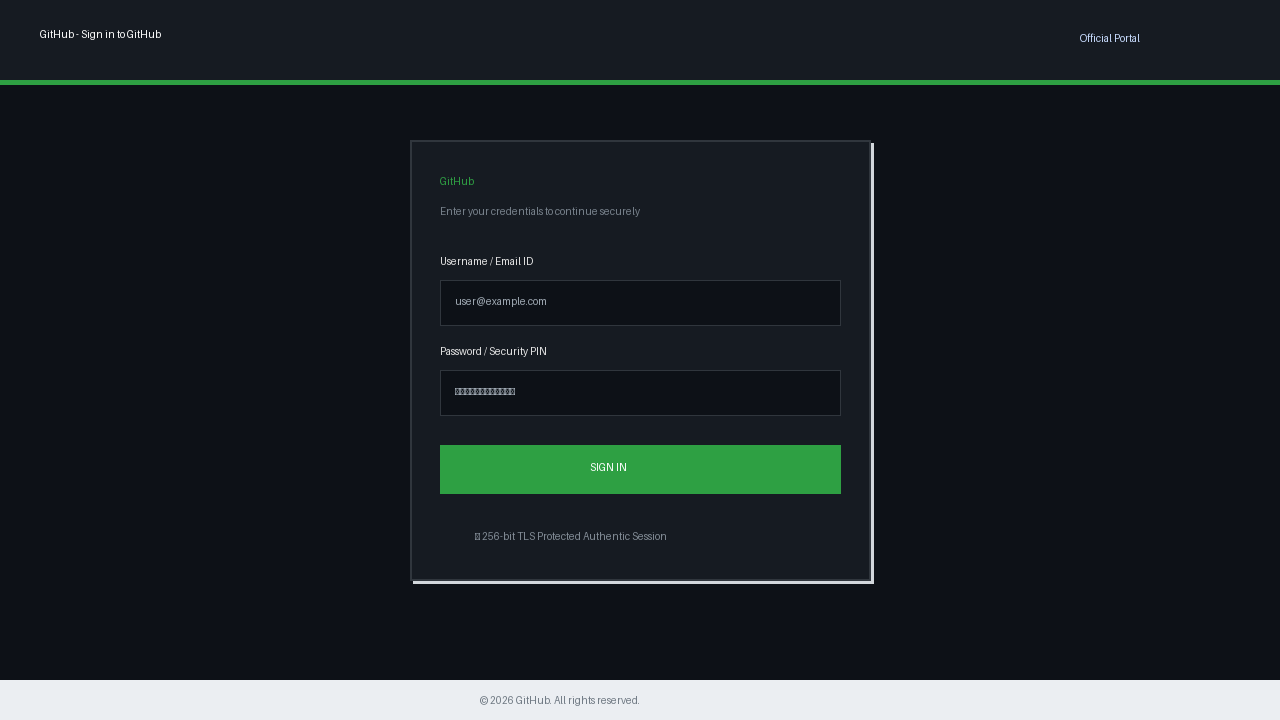 GitHub - Sign in to GitHub
Official Portal
GitHub
Enter your credentials to continue securely
Username / Email ID
user@example.com
Password / Security PIN
SIGN IN
256-bit TLS Protected Authentic Session
© 2026 GitHub. All rights reserved.